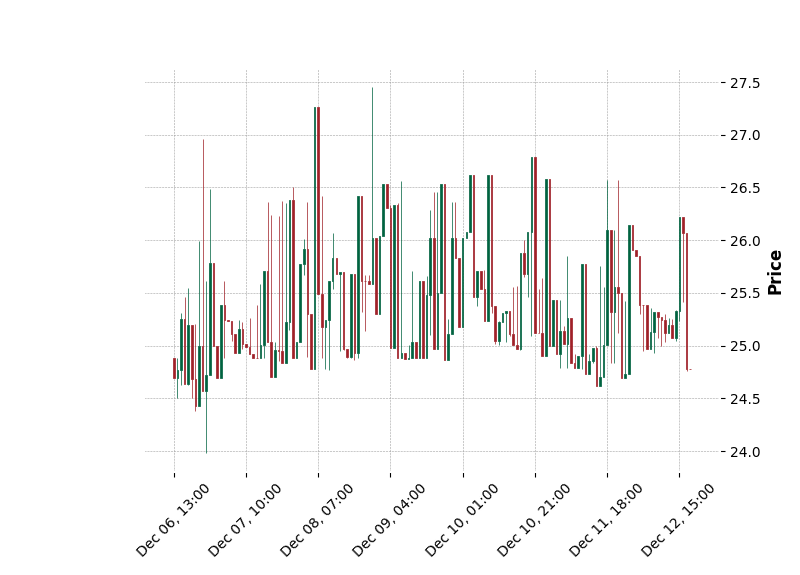 27.5
27.0
26.5
26.0
25.5
25.0
24.5
24.0
Price
Dec 06, 13:00
Dec 07, 10:00
Dec 08, 07:00
Dec 09, 04:00
Dec 10, 01:00
Dec 10, 21:00
Dec 11, 18:00
Dec 12, 15:00